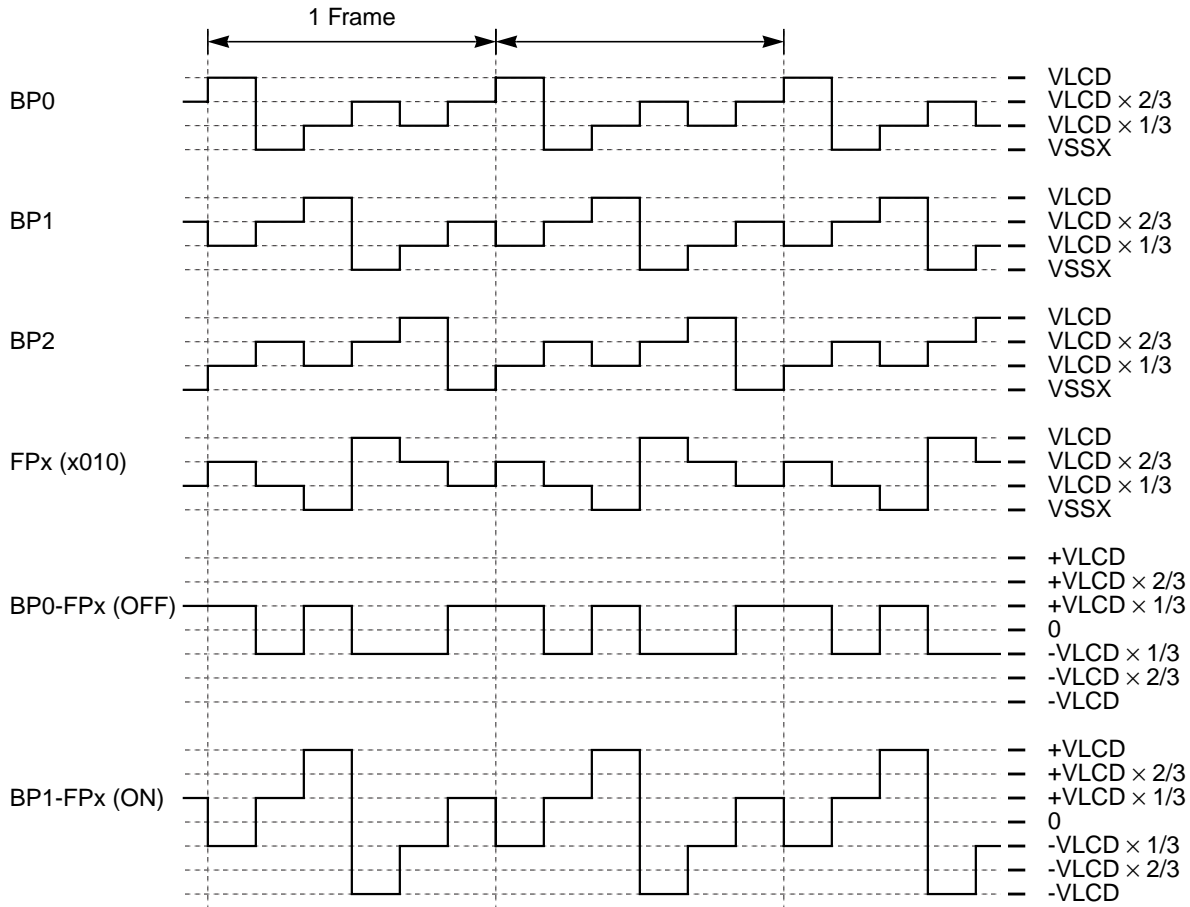 1 Frame
BP0
VLCD
VLCD × 2/3
VLCD × 1/3
VSSX
BP1
VLCD
VLCD × 2/3
VLCD × 1/3
VSSX
BP2
VLCD
VLCD × 2/3
VLCD × 1/3
VSSX
FPx (x010)
VLCD
VLCD × 2/3
VLCD × 1/3
VSSX
BP0-FPx (OFF)
+VLCD
+VLCD × 2/3
+VLCD × 1/3
0
-VLCD × 1/3
-VLCD × 2/3
-VLCD
BP1-FPx (ON)
+VLCD
+VLCD × 2/3
+VLCD × 1/3
0
-VLCD × 1/3
-VLCD × 2/3
-VLCD